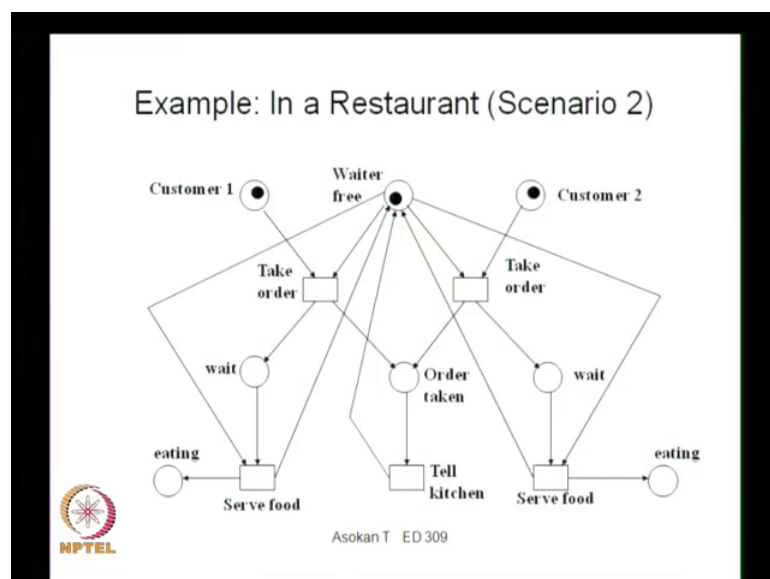 Example: In a Restaurant (Scenario 2)
Customer 1
Waiter
free
Customer 2
Take
order
Take
order
wait
Order
taken
wait
eating
Serve food
Tell
kitchen
Serve food
eating
NPTEL
Asokan T ED 309